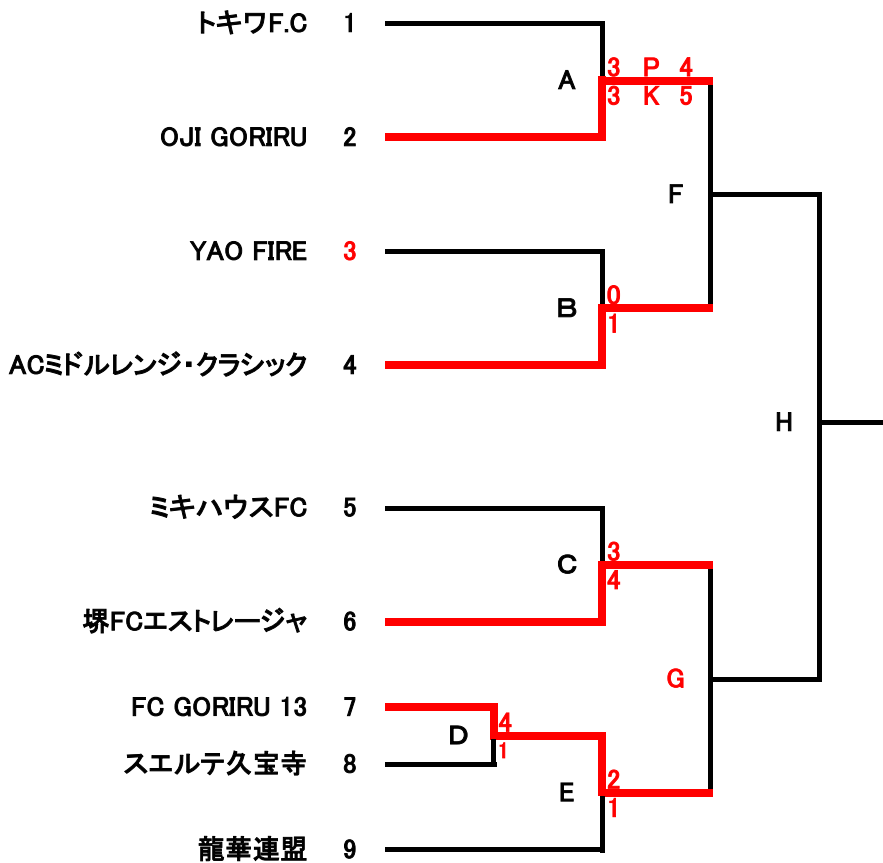 トキワF.C 1
A
3 P 4
3 K 5
OJI GORIRU 2
F
YAO FIRE 3
B
0
1
ACミドルレンジ・クラシック 4
H
ミキハウスFC 5
C
3
4
堺FCエストレージャ 6
G
FC GORIRU 13 7
D
4
1
スエルテ久宝寺 8
E
2
1
龍華連盟 9